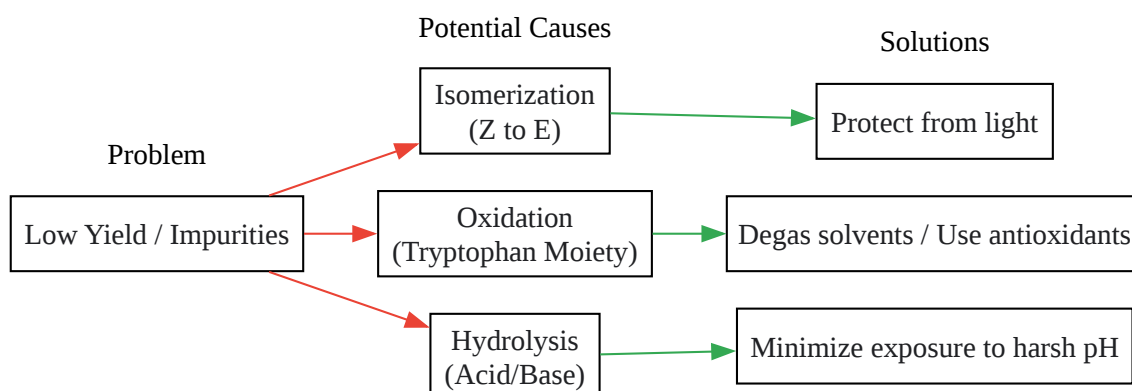 Potential Causes
Solutions
Problem
Isomerization
(Z to E)
Protect from light
Low Yield / Impurities
Oxidation
(Tryptophan Moiety)
Degas solvents / Use antioxidants
Hydrolysis
(Acid/Base)
Minimize exposure to harsh pH